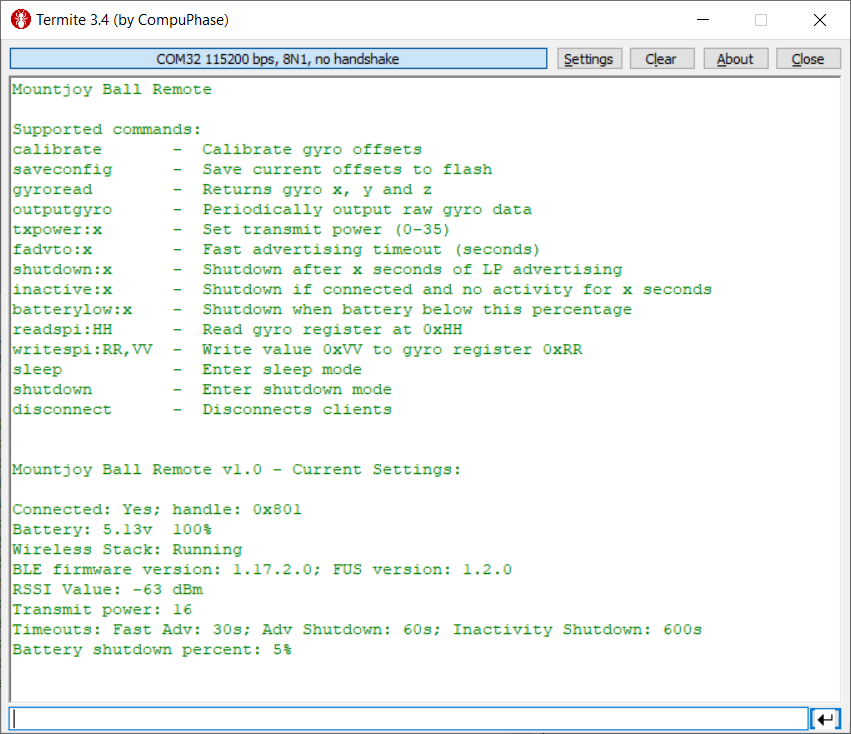 Termite 3.4 (by CompuPhase)
COM32 115200 bps, 8N1, no handshake
Settings
Clear
About
Close
Mountjoy Ball Remote
Supported commands:
calibrate       -  Calibrate gyro offsets
saveconfig      -  Save current offsets to flash
gyroread        -  Returns gyro x, y and z
outputgyro      -  Periodically output raw gyro data
txpower:x       -  Set transmit power (0-35)
fadvto:x        -  Fast advertising timeout (seconds)
shutdown:x      -  Shutdown after x seconds of LP advertising
inactive:x      -  Shutdown if connected and no activity for x seconds
batterylow:x    -  Shutdown when battery below this percentage
readspi:HH      -  Read gyro register at 0xHH
writespi:RR,VV  -  Write value 0xVV to gyro register 0xRR
sleep           -  Enter sleep mode
shutdown        -  Enter shutdown mode
disconnect      -  Disconnects clients
Mountjoy Ball Remote v1.0 - Current Settings:
Connected: Yes; handle: 0x801
Battery: 5.13v  100%
Wireless Stack: Running
BLE firmware version: 1.17.2.0; FUS version: 1.2.0
RSSI Value: -63 dBm
Transmit power: 16
Timeouts: Fast Adv: 30s; Adv Shutdown: 60s; Inactivity Shutdown: 600s
Battery shutdown percent: 5%